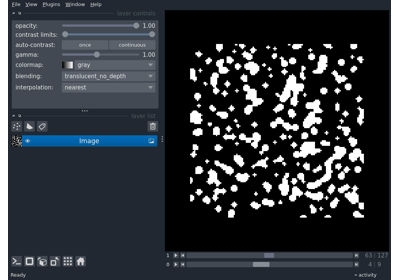 File View Plugins Window Help
layer controls
opacity: 1.00
contrast limits:
auto-contrast: once continuous
gamma: 1.00
colormap: gray
blending: translucent_no_depth
interpolation: nearest
layer list
Image
1 63 127
0 4 9
Ready activity